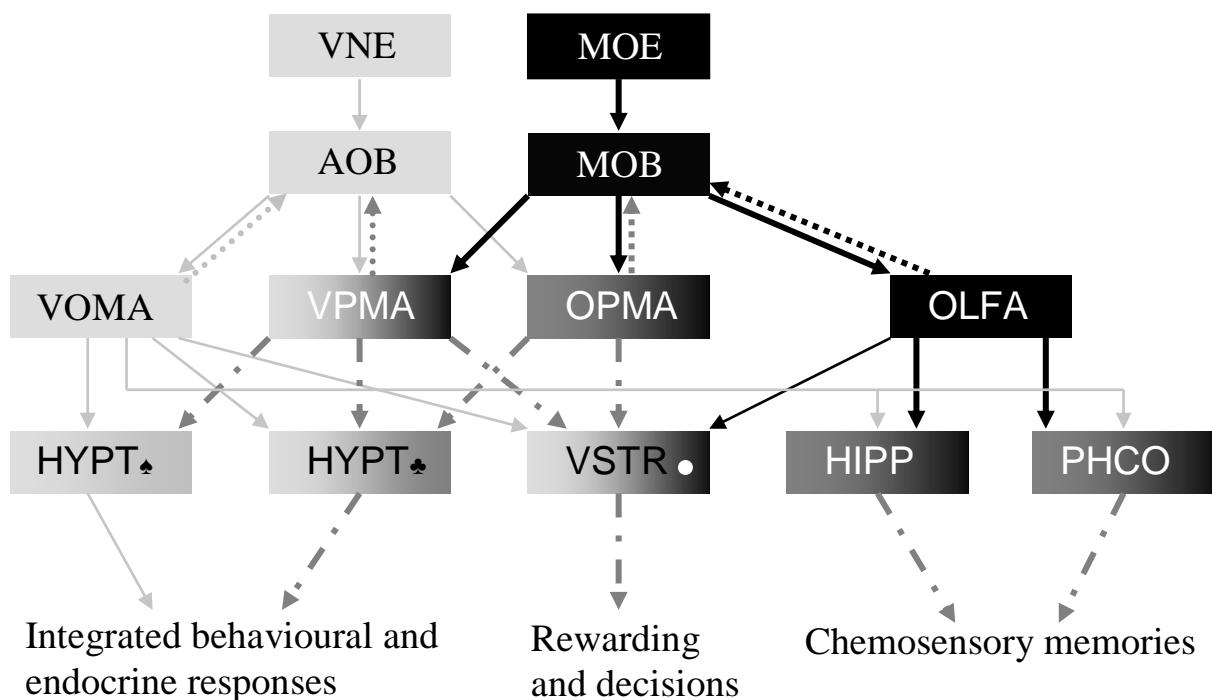 VNE
MOE
AOB
MOB
VOMA
VPMA
OPMA
OLFA
HYPT♠
HYPT♣
VSTR ●
HIPP
PHCO
Integrated behavioural and
endocrine responses
Rewarding
and decisions
Chemosensory memories